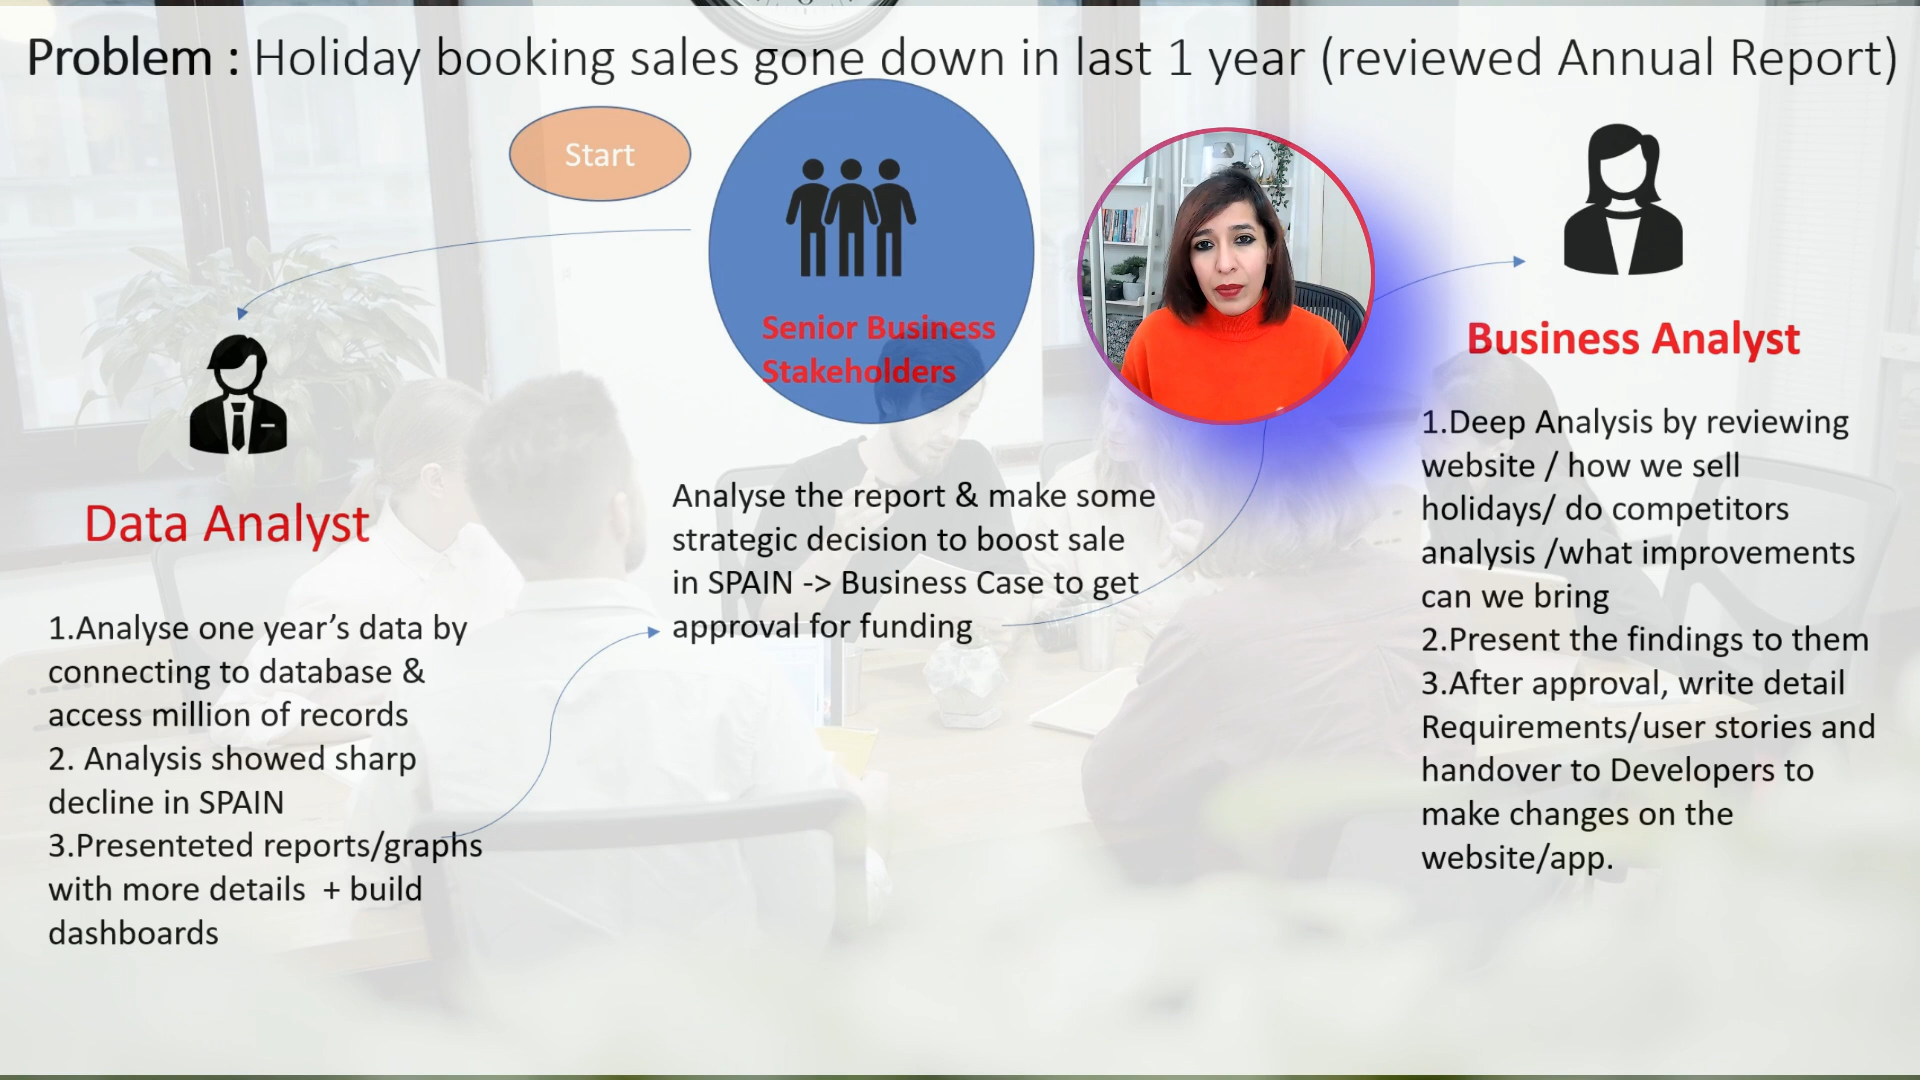 Problem : Holiday booking sales gone down in last 1 year (reviewed Annual Report)
Start
Senior Business
Stakeholders
Business Analyst
Data Analyst
1.Analyse one year’s data by
connecting to database &
access million of records
2. Analysis showed sharp
decline in SPAIN
3.Presenteted reports/graphs
with more details + build
dashboards
Analyse the report & make some
strategic decision to boost sale
in SPAIN -> Business Case to get
approval for funding
1.Deep Analysis by reviewing
website / how we sell
holidays/ do competitors
analysis /what improvements
can we bring
2.Present the findings to them
3.After approval, write detail
Requirements/user stories and
handover to Developers to
make changes on the
website/app.